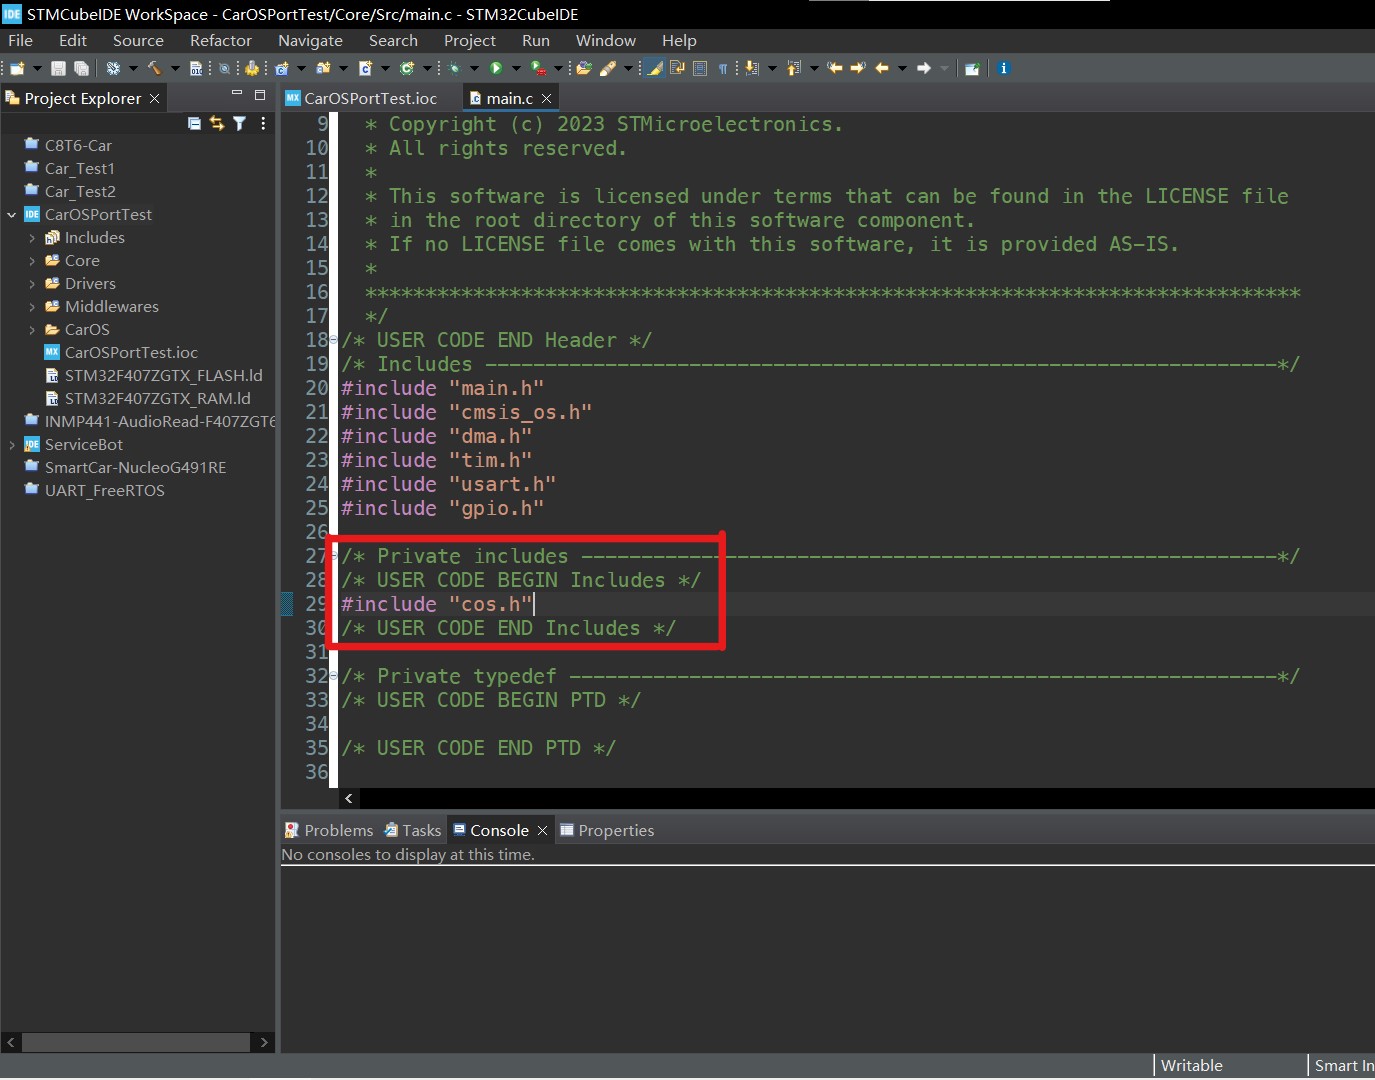 IDE STMCubeIDE WorkSpace - CarOSPortTest/Core/Src/main.c - STM32CubeIDE
File Edit Source Refactor Navigate Search Project Run Window Help
Project Explorer
C8T6-Car
Car_Test1
Car_Test2
IDE CarOSPortTest
Includes
Core
Drivers
Middlewares
CarOS
MX CarOSPortTest.ioc
STM32F407ZGTX_FLASH.ld
STM32F407ZGTX_RAM.ld
INMP441-AudioRead-F407ZGT6
IDE ServiceBot
SmartCar-NucleoG491RE
UART_FreeRTOS
MX CarOSPortTest.ioc main.c
9 * Copyright (c) 2023 STMicroelectronics.
10 * All rights reserved.
11 *
12 * This software is licensed under terms that can be found in the LICENSE file
13 * in the root directory of this software component.
14 * If no LICENSE file comes with this software, it is provided AS-IS.
15 *
16 ******************************************************************************
17 */
18 /* USER CODE END Header */
19 /* Includes ------------------------------------------------------------------*/
20 #include "main.h"
21 #include "cmsis_os.h"
22 #include "dma.h"
23 #include "tim.h"
24 #include "usart.h"
25 #include "gpio.h"
26
27 /* Private includes ----------------------------------------------------------*/
28 /* USER CODE BEGIN Includes */
29 #include "cos.h"
30 /* USER CODE END Includes */
31
32 /* Private typedef -----------------------------------------------------------*/
33 /* USER CODE BEGIN PTD */
34
35 /* USER CODE END PTD */
36
Problems Tasks Console Properties
No consoles to display at this time.
Writable Smart In